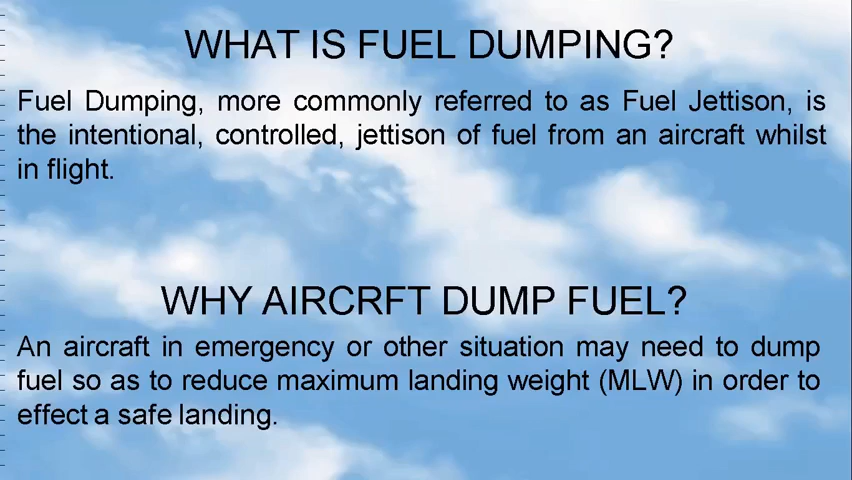 WHAT IS FUEL DUMPING?
Fuel Dumping, more commonly referred to as Fuel Jettison, is
the intentional, controlled, jettison of fuel from an aircraft whilst
in flight.
WHY AIRCRFT DUMP FUEL?
An aircraft in emergency or other situation may need to dump
fuel so as to reduce maximum landing weight (MLW) in order to
effect a safe landing.